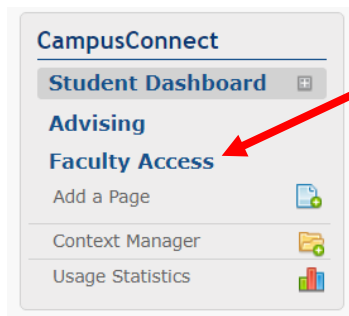 CampusConnect
Student Dashboard
Advising
Faculty Access
Add a Page
Context Manager
Usage Statistics